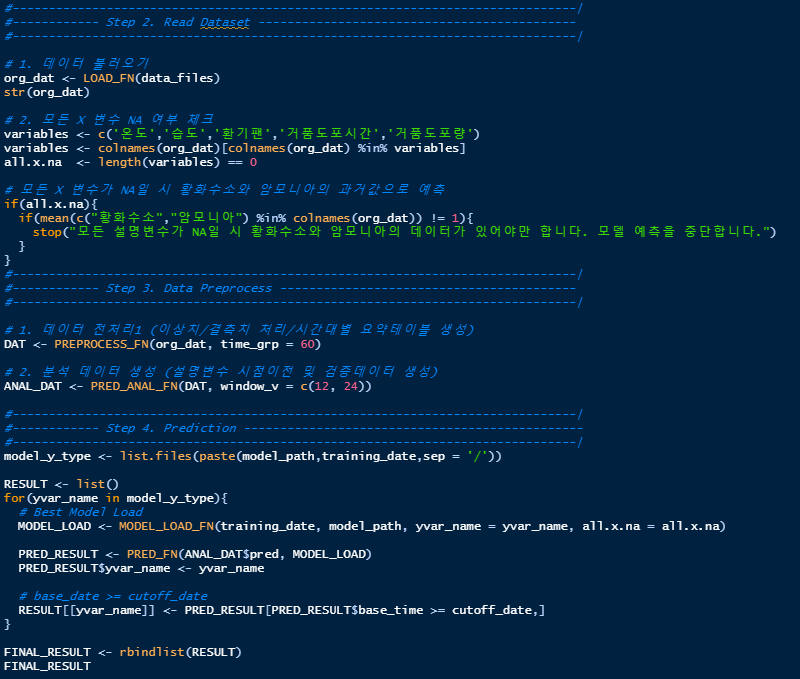 #------------------------------------------------------------------------------/
#------------ Step 2. Read Dataset --------------------------------------------
#------------------------------------------------------------------------------/
# 1. 데이터 불러오기
org_dat <- LOAD_FN(data_files)
str(org_dat)
# 2. 모든 X 변수 NA 여부 체크
variables <- c('온도','습도','환기팬','거품도포시간','거품도포량')
variables <- colnames(org_dat)[colnames(org_dat) %in% variables]
all.x.na  <- length(variables) == 0
# 모든 X 변수가 NA일 시 황화수소와 암모니아의 과거값으로 예측
if(all.x.na){
  if(mean(c("황화수소","암모니아") %in% colnames(org_dat)) != 1){
    stop("모든 설명변수가 NA일 시 황화수소와 암모니아의 데이터가 있어야만 합니다. 모델 예측을 중단합니다.")
  }
}
#------------------------------------------------------------------------------/
#------------ Step 3. Data Preprocess -----------------------------------------
#------------------------------------------------------------------------------/
# 1. 데이터 전처리1 (이상치/결측치 처리/시간대별 요약테이블 생성)
DAT <- PREPROCESS_FN(org_dat, time_grp = 60)
# 2. 분석 데이터 생성 (설명변수 시점이전 및 검증데이터 생성)
ANAL_DAT <- PRED_ANAL_FN(DAT, window_v = c(12, 24))
#------------------------------------------------------------------------------/
#------------ Step 4. Prediction -----------------------------------------------
#------------------------------------------------------------------------------/
model_y_type <- list.files(paste(model_path,training_date,sep = '/'))
RESULT <- list()
for(yvar_name in model_y_type){
  # Best Model Load
  MODEL_LOAD <- MODEL_LOAD_FN(training_date, model_path, yvar_name = yvar_name, all.x.na = all.x.na)
  PRED_RESULT <- PRED_FN(ANAL_DAT$pred, MODEL_LOAD)
  PRED_RESULT$yvar_name <- yvar_name
  # base_date >= cutoff_date
  RESULT[[yvar_name]] <- PRED_RESULT[PRED_RESULT$base_time >= cutoff_date,]
}
FINAL_RESULT <- rbindlist(RESULT)
FINAL_RESULT